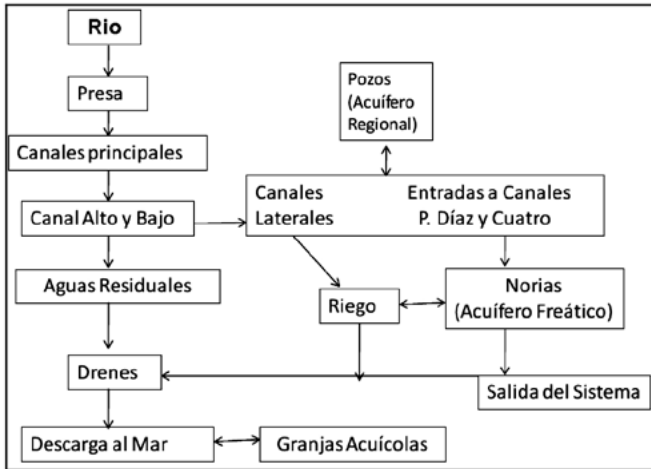 Rio
Presa
Canales principales
Canal Alto y Bajo
Aguas Residuales
Drenes
Descarga al Mar
Pozos
(Acuífero
Regional)
Canales
Laterales
Entradas a Canales
P. Díaz y Cuatro
Riego
Norias
(Acuífero Freático)
Salida del Sistema
Granjas Acuícolas